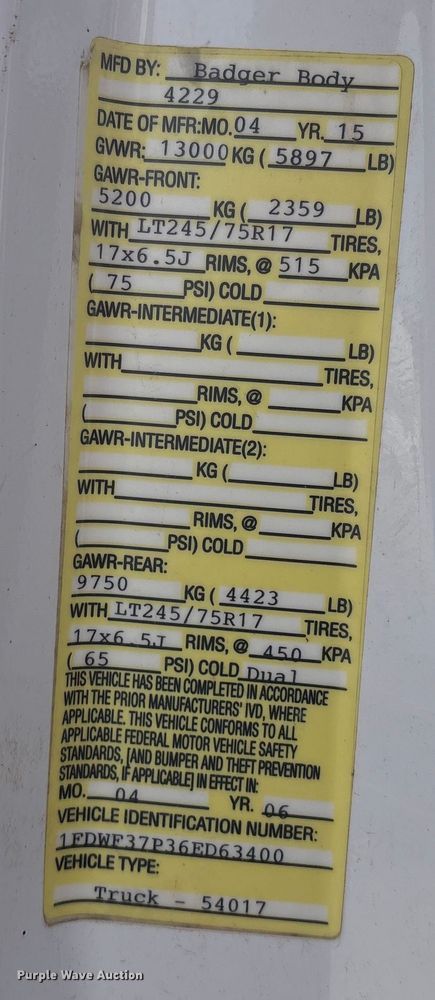 MFD BY: Badger Body
4229
DATE OF MFR:MO.04 YR. 15
GVWR: 13000 KG ( 5897 LB)
GAWR-FRONT:
5200 KG ( 2359 LB)
WITH LT245/75R17 TIRES,
17x6.5J RIMS, @ 515 KPA
( 75 PSI) COLD
GAWR-INTERMEDIATE(1):
KG ( LB)
WITH TIRES,
RIMS, @ KPA
( PSI) COLD
GAWR-INTERMEDIATE(2):
KG ( LB)
WITH TIRES,
RIMS, @ KPA
( PSI) COLD
GAWR-REAR:
9750 KG ( 4423 LB)
WITH LT245/75R17 TIRES,
17x6.5J RIMS, @ 450 KPA
( 65 PSI) COLD Dual
THIS VEHICLE HAS BEEN COMPLETED IN ACCORDANCE
WITH THE PRIOR MANUFACTURERS' IVD, WHERE
APPLICABLE. THIS VEHICLE CONFORMS TO ALL
APPLICABLE FEDERAL MOTOR VEHICLE SAFETY
STANDARDS, [AND BUMPER AND THEFT PREVENTION
STANDARDS, IF APPLICABLE] IN EFFECT IN:
MO. 04 YR. 06
VEHICLE IDENTIFICATION NUMBER:
1FDWF37P36ED63400
VEHICLE TYPE:
Truck - 54017
Purple Wave Auction